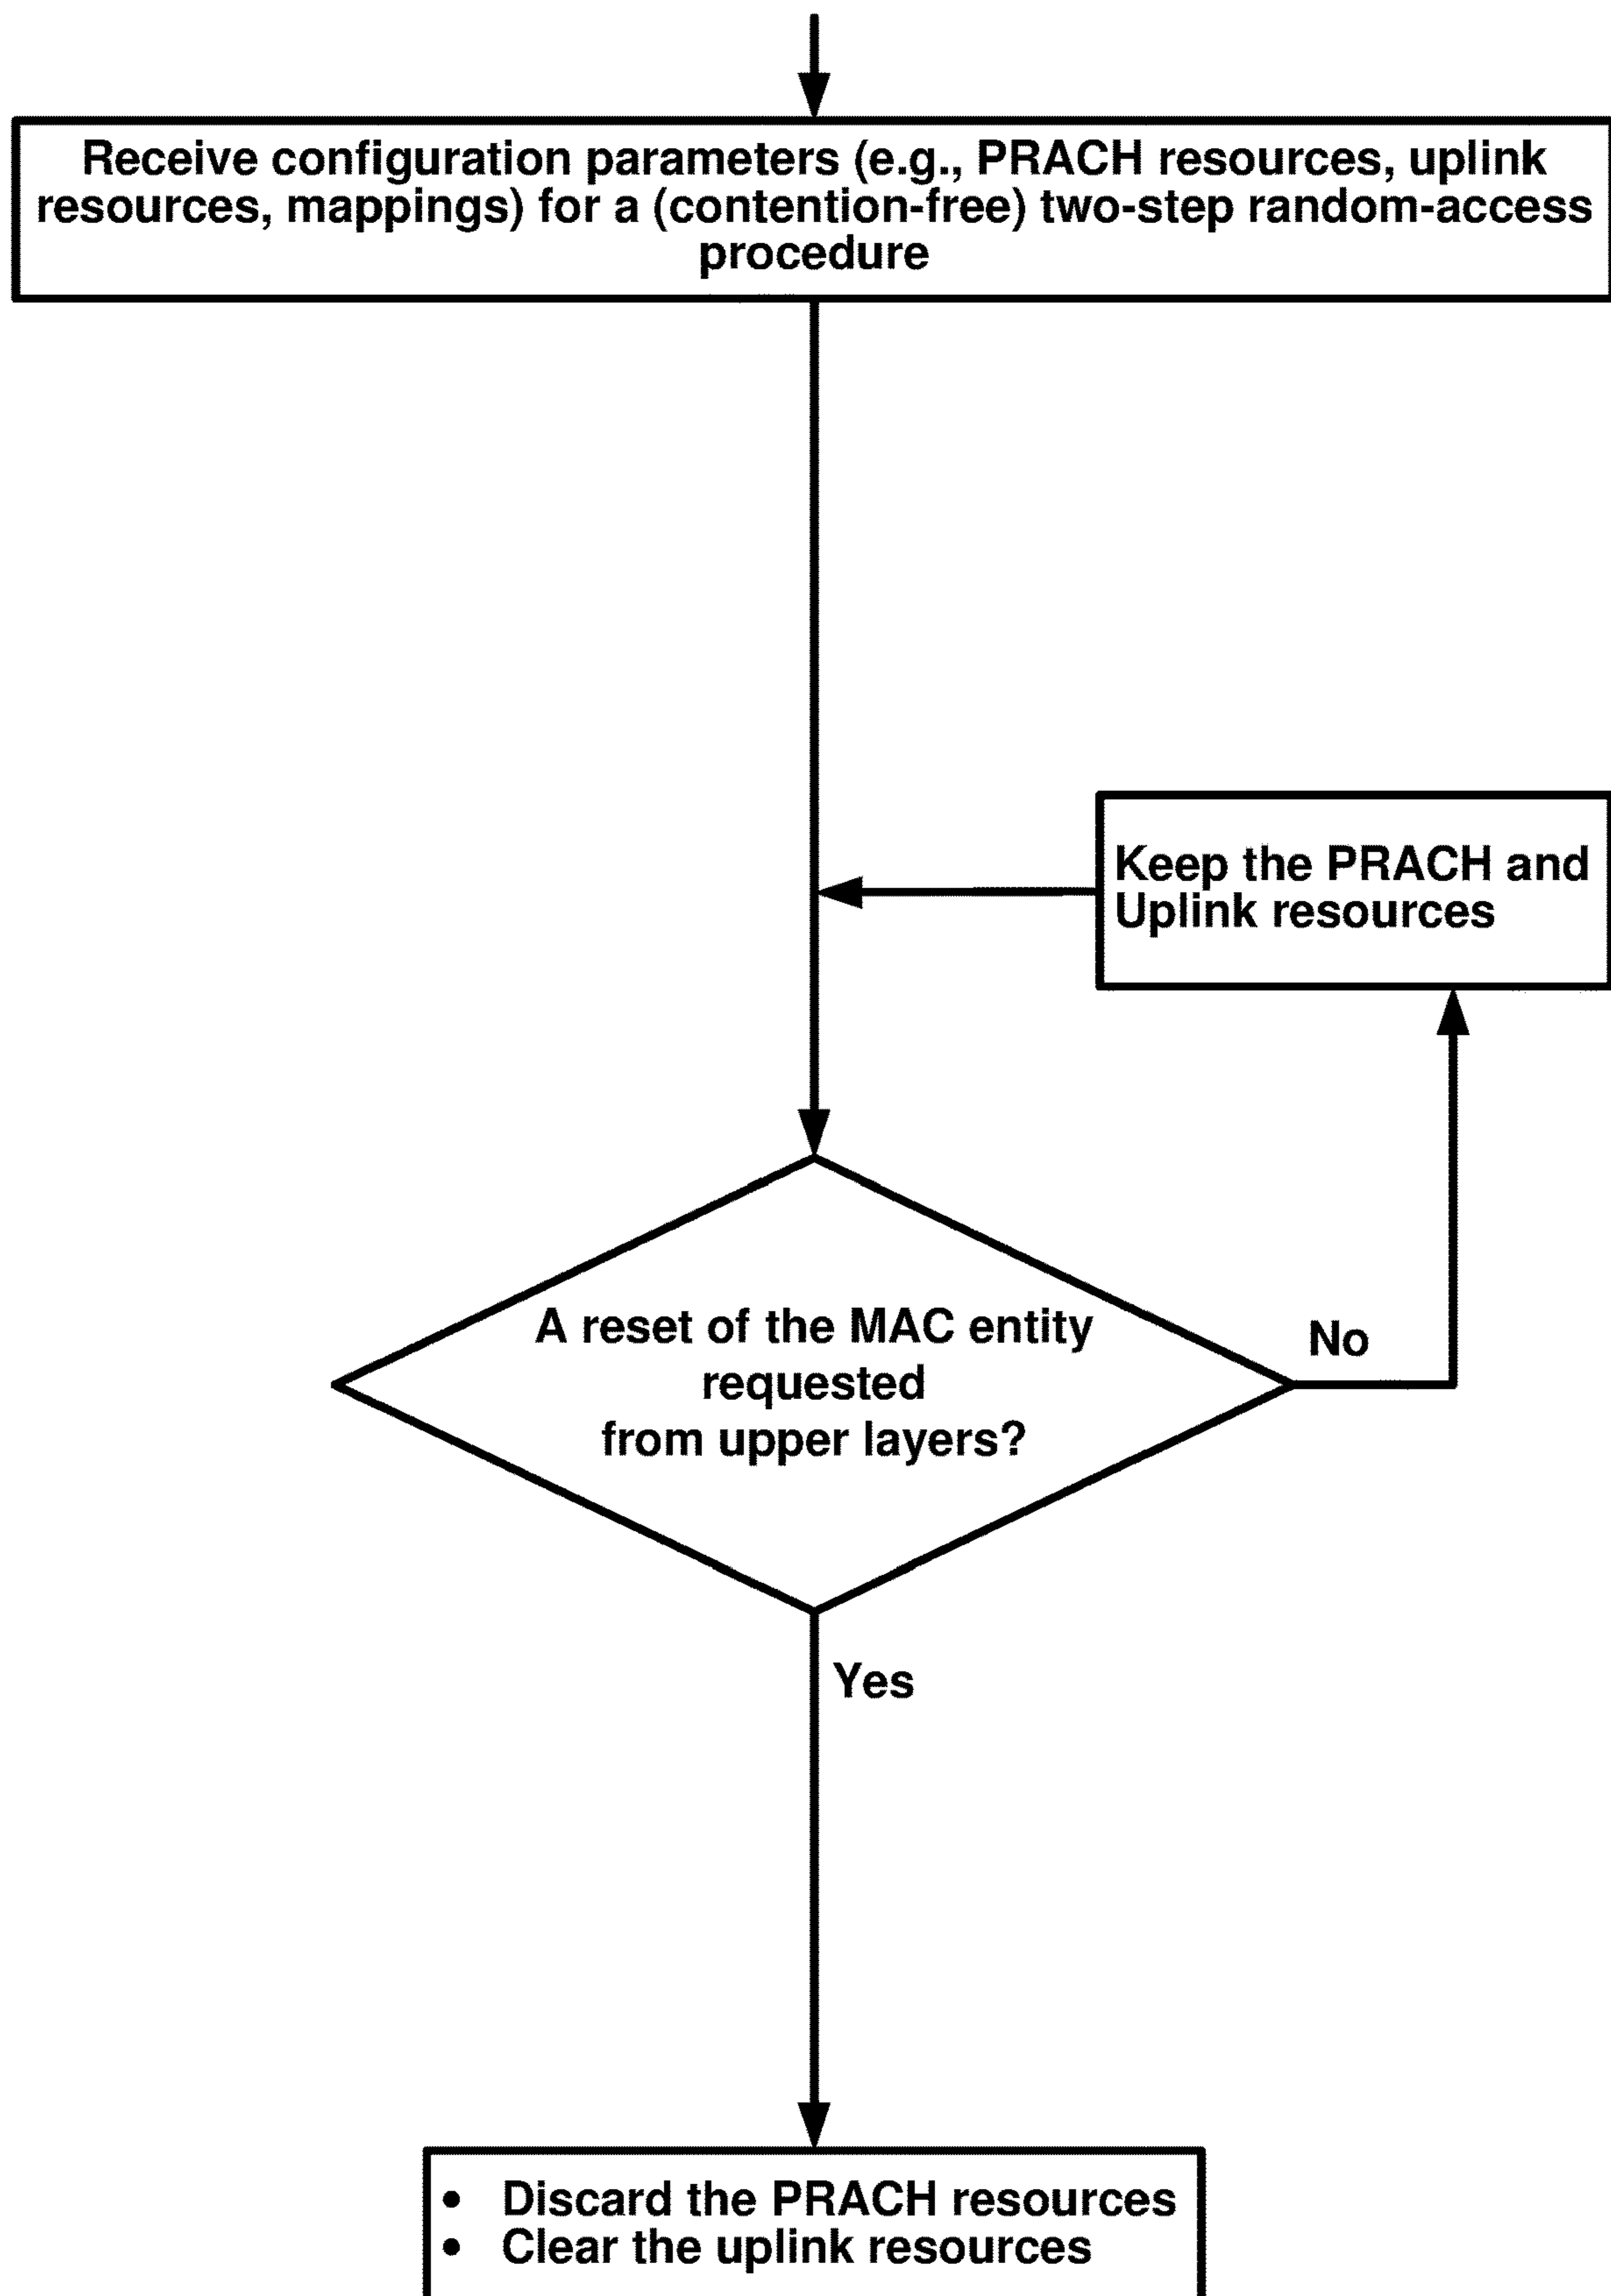 Receive configuration parameters (e.g., PRACH resources, uplink
resources, mappings) for a (contention-free) two-step random-access
procedure
Keep the PRACH and
Uplink resources
A reset of the MAC entity
requested
from upper layers?
No
Yes
• Discard the PRACH resources
• Clear the uplink resources